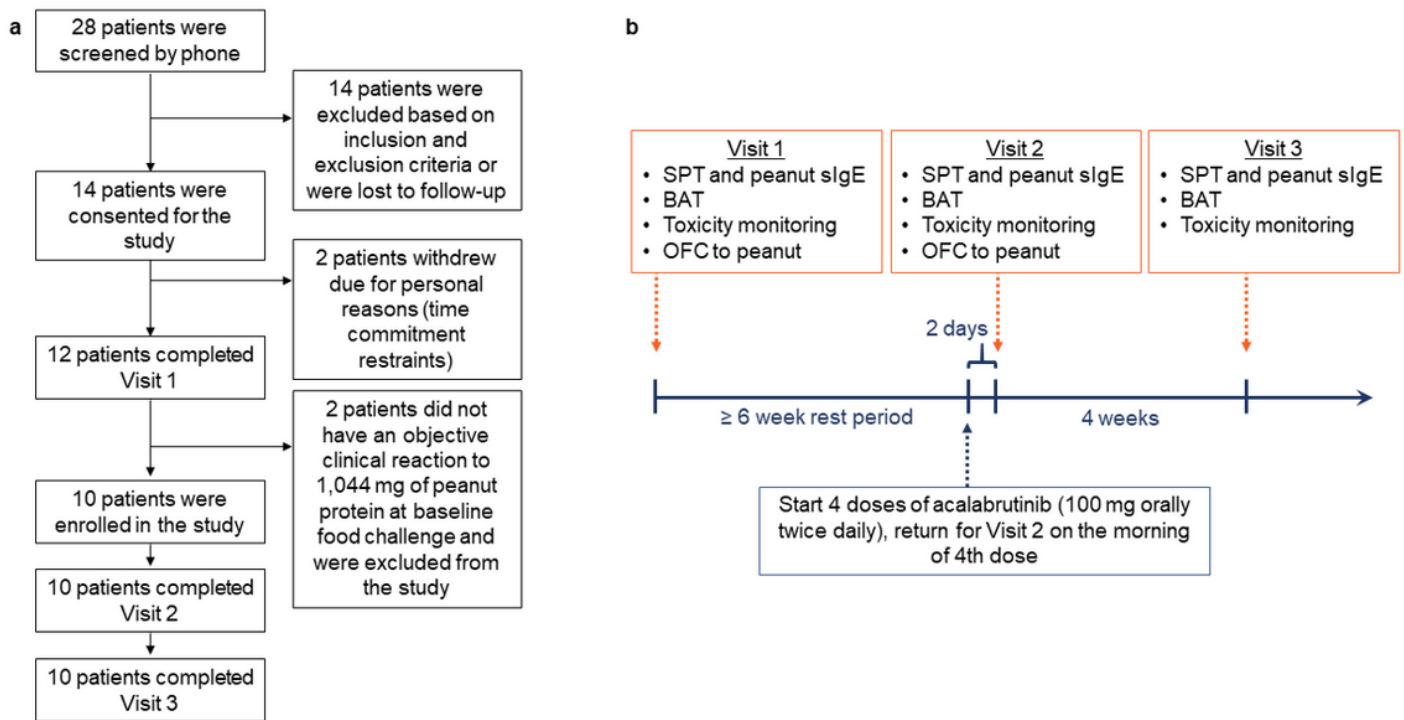 a
28 patients were
screened by phone
14 patients were
excluded based on
inclusion and
exclusion criteria or
were lost to follow-up
14 patients were
consented for the
study
2 patients withdrew
due for personal
reasons (time
commitment
restraints)
12 patients completed
Visit 1
2 patients did not
have an objective
clinical reaction to
1,044 mg of peanut
protein at baseline
food challenge and
were excluded from
the study
10 patients were
enrolled in the study
10 patients completed
Visit 2
10 patients completed
Visit 3
b
Visit 1
• SPT and peanut sIgE
• BAT
• Toxicity monitoring
• OFC to peanut
Visit 2
• SPT and peanut sIgE
• BAT
• Toxicity monitoring
• OFC to peanut
Visit 3
• SPT and peanut sIgE
• BAT
• Toxicity monitoring
2 days
≥ 6 week rest period
4 weeks
Start 4 doses of acalabrutinib (100 mg orally
twice daily), return for Visit 2 on the morning
of 4th dose